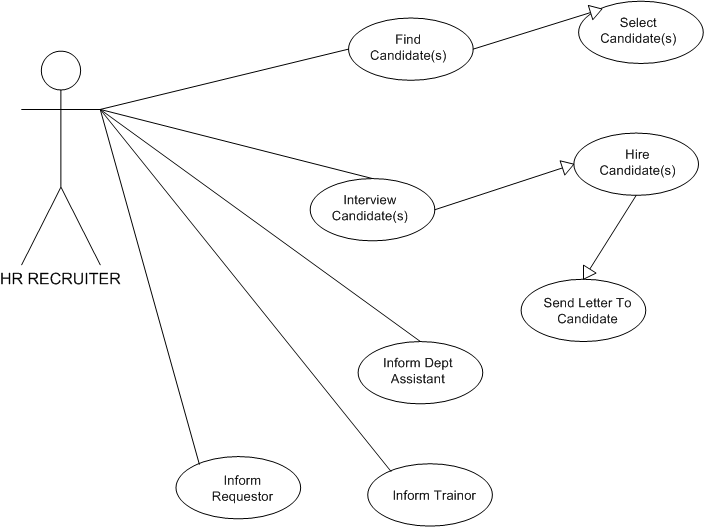 Find
Candidate(s)
Select
Candidate(s)
Hire
Candidate(s)
Interview
Candidate(s)
HR RECRUITER
Send Letter To
Candidate
Inform Dept
Assistant
Inform
Requestor
Inform Trainor